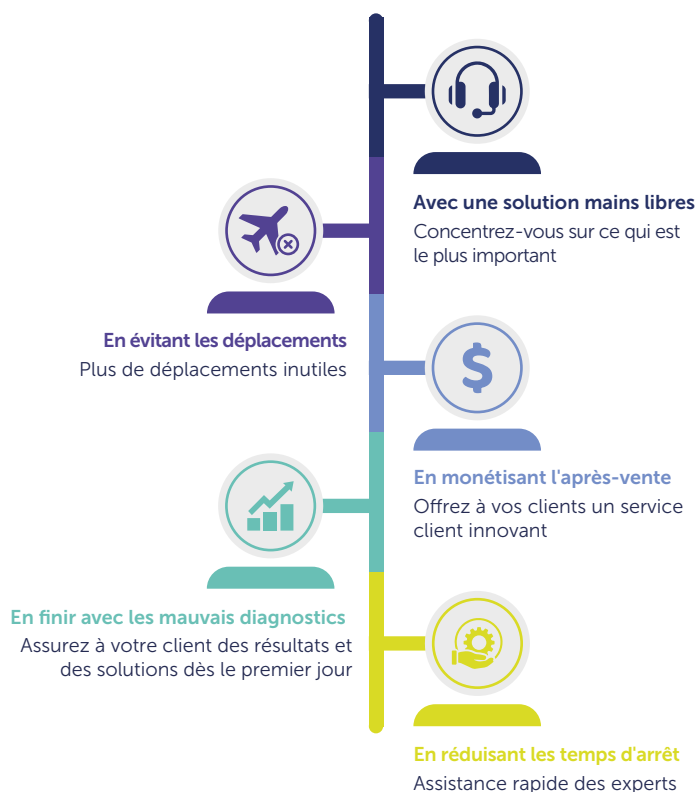 Avec une solution mains libres
Concentrez-vous sur ce qui est
le plus important
En évitant les déplacements
Plus de déplacements inutiles
$
En monétisant l'après-vente
Offrez à vos clients un service
client innovant
En finir avec les mauvais diagnostics
Assurez à votre client des résultats et
des solutions dès le premier jour
En réduisant les temps d'arrêt
Assistance rapide des experts